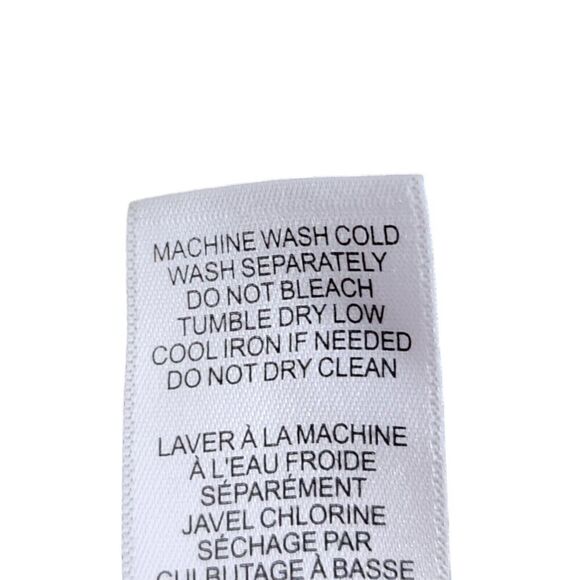 MACHINE WASH COLD
WASH SEPARATELY
DO NOT BLEACH
TUMBLE DRY LOW
COOL IRON IF NEEDED
DO NOT DRY CLEAN
LAVER À LA MACHINE
À L'EAU FROIDE
SÉPARÉMENT
JAVEL CHLORINE
SÉCHAGE PAR
CULBUTAGE À BASSE